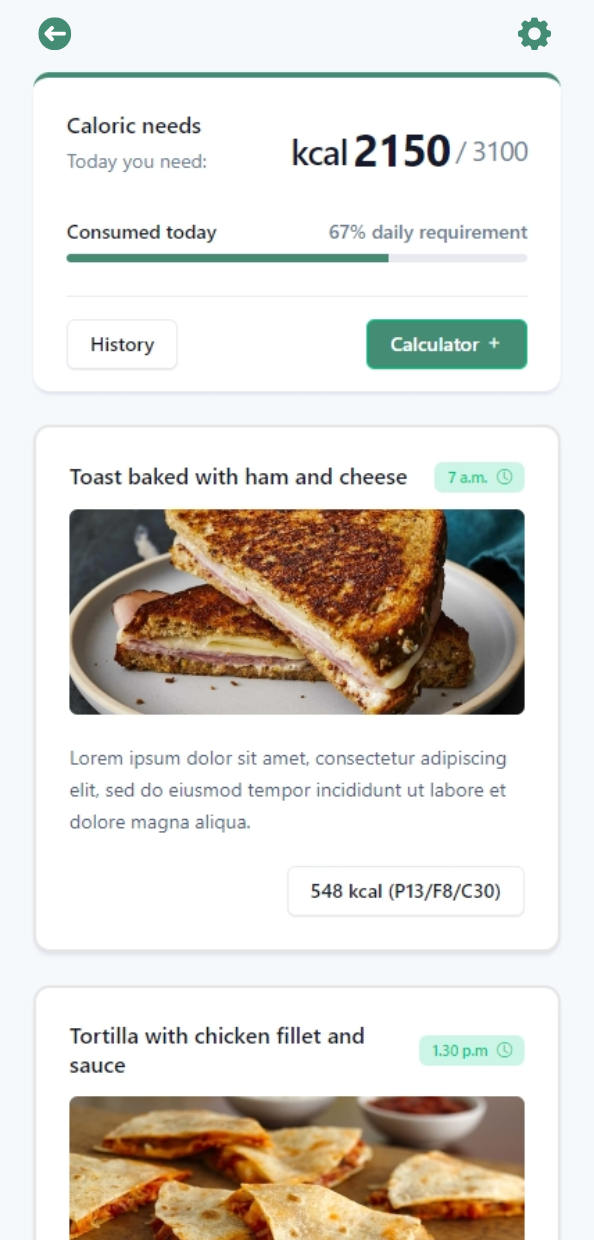 Caloric needs
Today you need:
kcal 2150 / 3100
Consumed today
67% daily requirement
History
Calculator +
Toast baked with ham and cheese
7 a.m.
Lorem ipsum dolor sit amet, consectetur adipiscing
elit, sed do eiusmod tempor incididunt ut labore et
dolore magna aliqua.
548 kcal (P13/F8/C30)
Tortilla with chicken fillet and
sauce
1.30 p.m